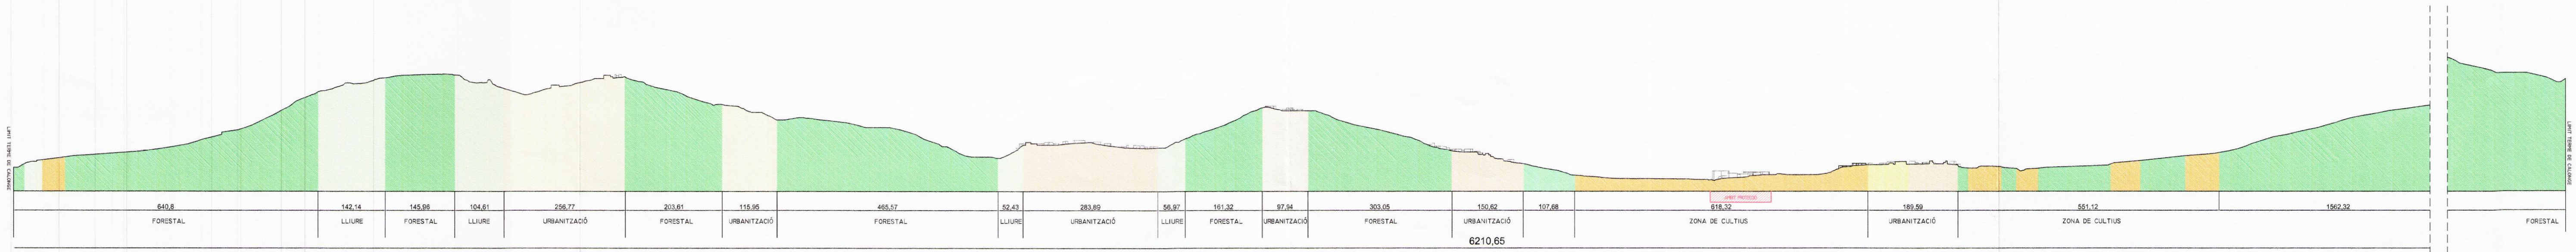 LIMIT TERME DE CALONGE
640,8 142,14 145,96 104,61 256,77 203,61 115,95 465,57 52,43 283,89 56,97 161,32 97,94 303,05 150,62 107,68 618,32 189,59 551,12 1562,32
FORESTAL LLIURE FORESTAL LLIURE URBANITZACIÓ FORESTAL URBANITZACIÓ FORESTAL LLIURE URBANITZACIÓ LLIURE FORESTAL URBANITZACIÓ FORESTAL URBANITZACIÓ ZONA DE CULTIUS URBANITZACIÓ ZONA DE CULTIUS FORESTAL
6210,65
LIMIT TERME DE CALONGE